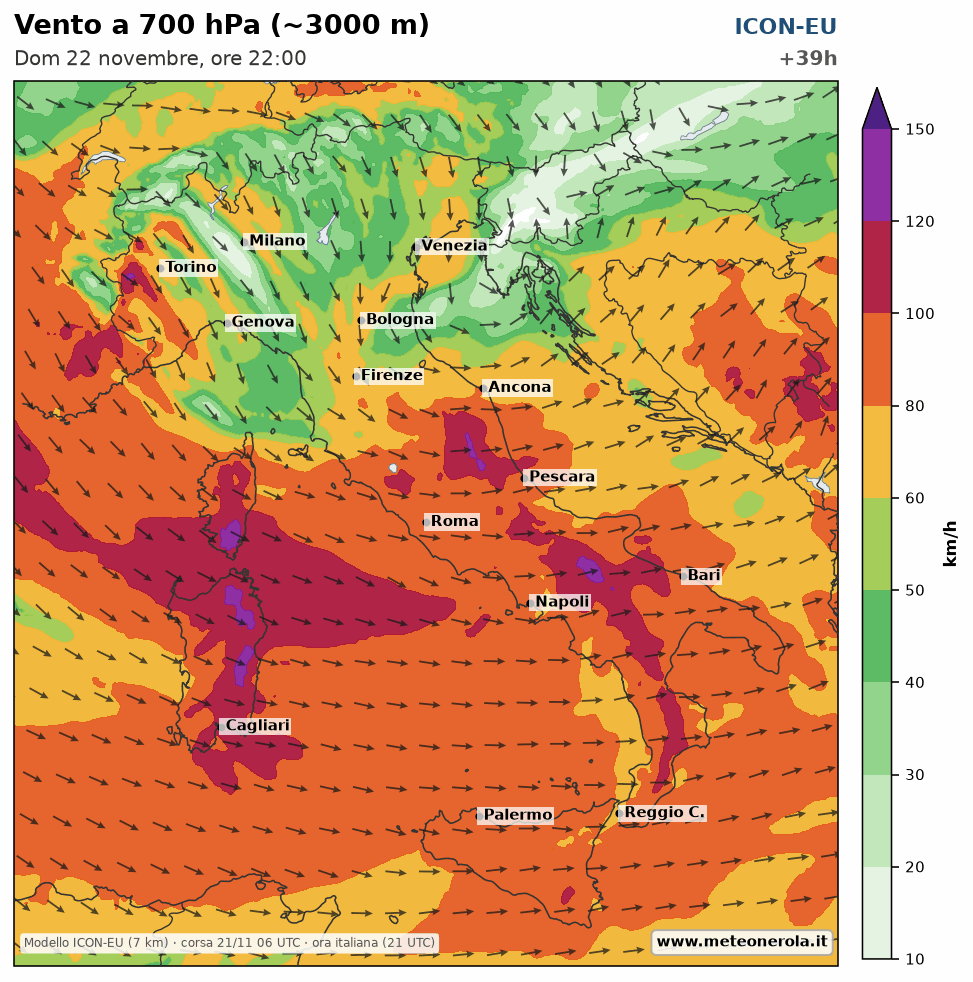 Vento a 700 hPa (~3000 m)
ICON-EU
Dom 22 novembre, ore 22:00
+39h
Milano
Venezia
Torino
Genova
Bologna
Firenze
Ancona
Pescara
Roma
Bari
Napoli
Cagliari
Palermo
Reggio C.
150
120
100
80
60
50
40
30
20
10
km/h
Modello ICON-EU (7 km) · corsa 21/11 06 UTC · ora italiana (21 UTC)
www.meteonerola.it